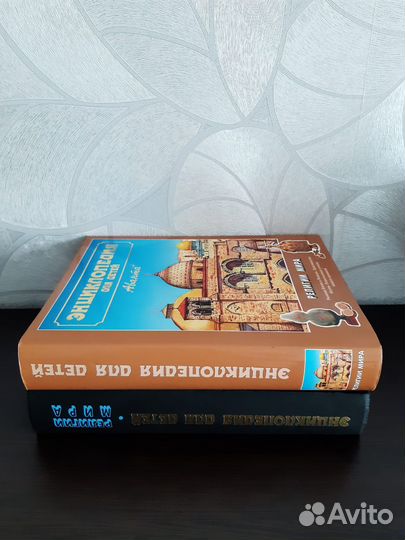 ЭНЦИКЛОПЕДИЯ
ДЛЯ ДЕТЕЙ
Аванта+
РЕЛИГИИ МИРА
ЭНЦИКЛОПЕДИЯ ДЛЯ ДЕТЕЙ
РЕЛИГИИ МИРА
ЭНЦИКЛОПЕДИЯ ДЛЯ ДЕТЕЙ
РЕЛИГИИ
МИРА
Avito